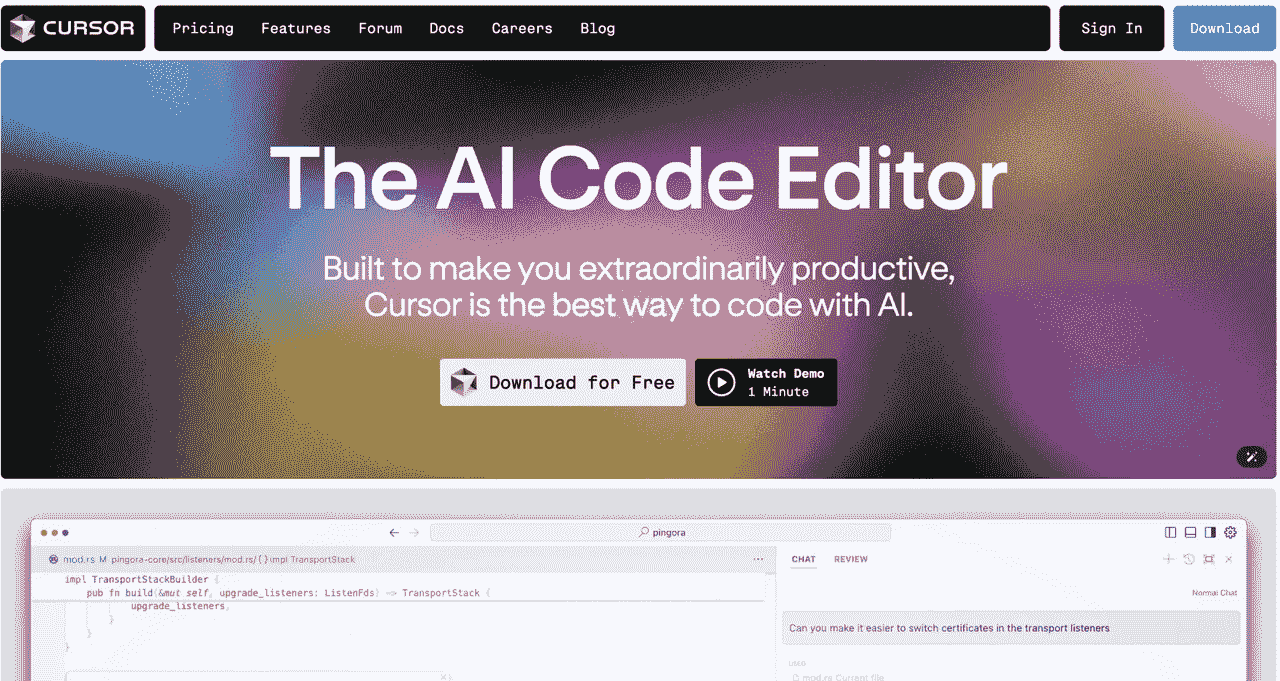 CURSOR
Pricing Features Forum Docs Careers Blog
Sign In
Download
The AI Code Editor
Built to make you extraordinarily productive,
Cursor is the best way to code with AI.
Download for Free
Watch Demo
1 Minute
pingora
mod.rs M pingora-core/src/listeners/mod.rs/{} impl TransportStack
CHAT REVIEW
Normal Chat
impl TransportStackBuilder {
pub fn build(&mut self, upgrade_listeners: ListenFds) -> TransportStack {
upgrade_listeners,
}
}
}
Can you make it easier to switch certificates in the transport listeners
mod.rs Current file